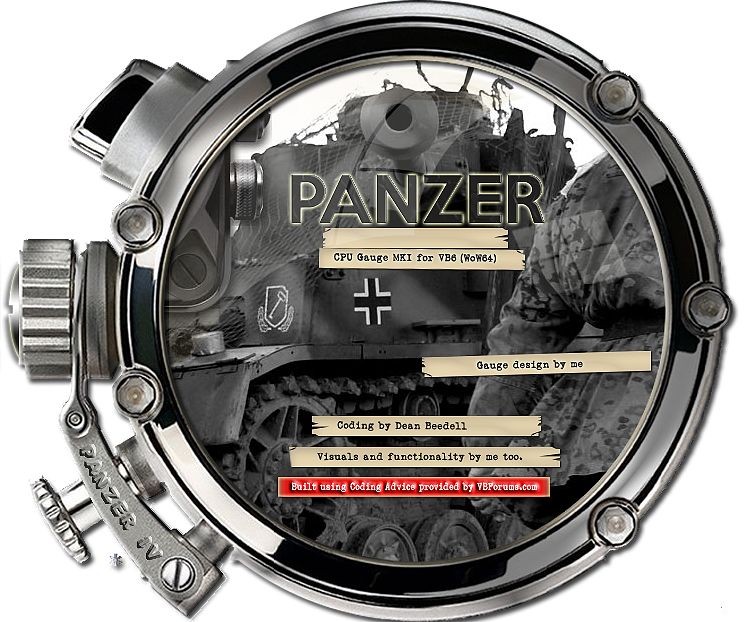 PANZER
CPU Gauge MKI for VB6 (WoW64)
Gauge design by me
Coding by Dean Beedell
Visuals and functionality by me too.
Built using Coding Advice provided by VBForums.com
PANZER IV